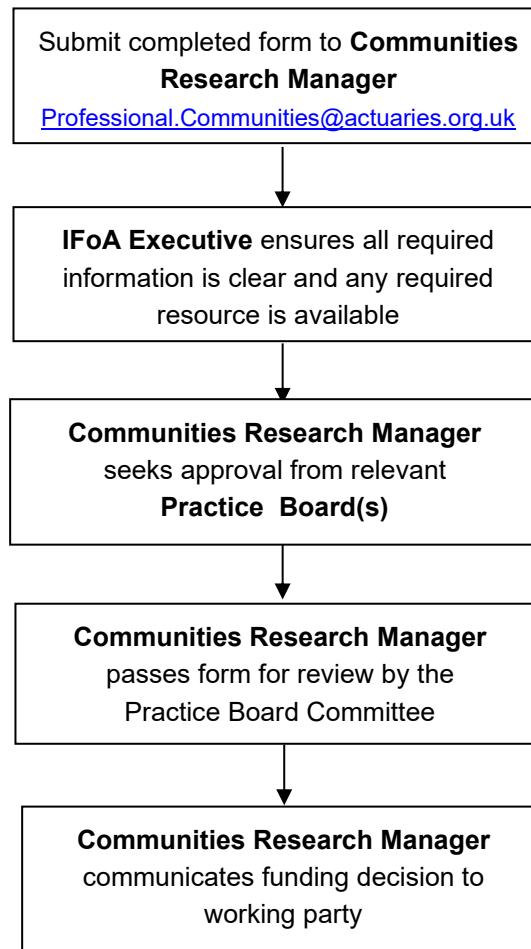 Submit completed form to Communities
Research Manager
Professional.Communities@actuaries.org.uk
IFoA Executive ensures all required
information is clear and any required
resource is available
Communities Research Manager
seeks approval from relevant
Practice Board(s)
Communities Research Manager
passes form for review by the
Practice Board Committee
Communities Research Manager
communicates funding decision to
working party